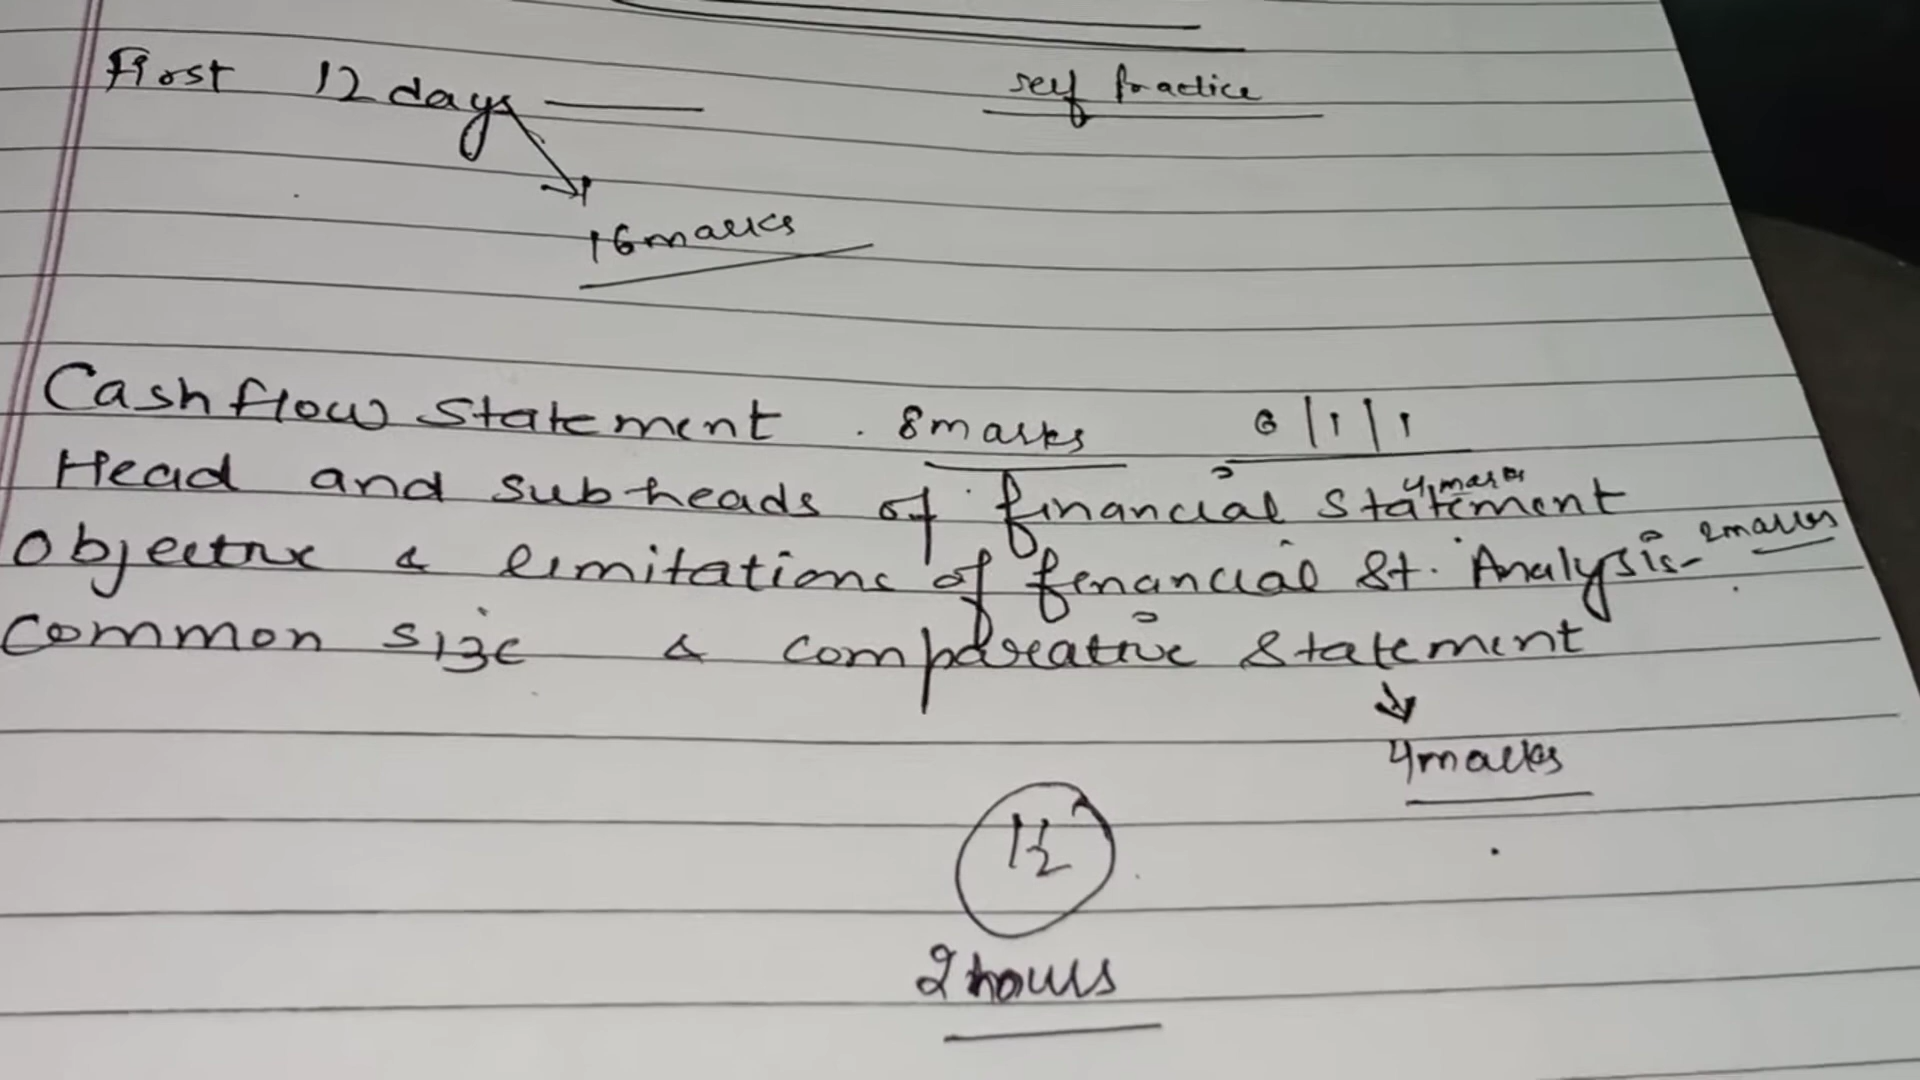 First 12 days — self practice
16 marks
Cash flow statement . 8 marks 6 | 1 | 1
Head and subheads of financial statement 4 marks
Objective & limitations of financial St. Analysis - 2 marks
Common size & comparative statement
4 marks
1½
2 hours